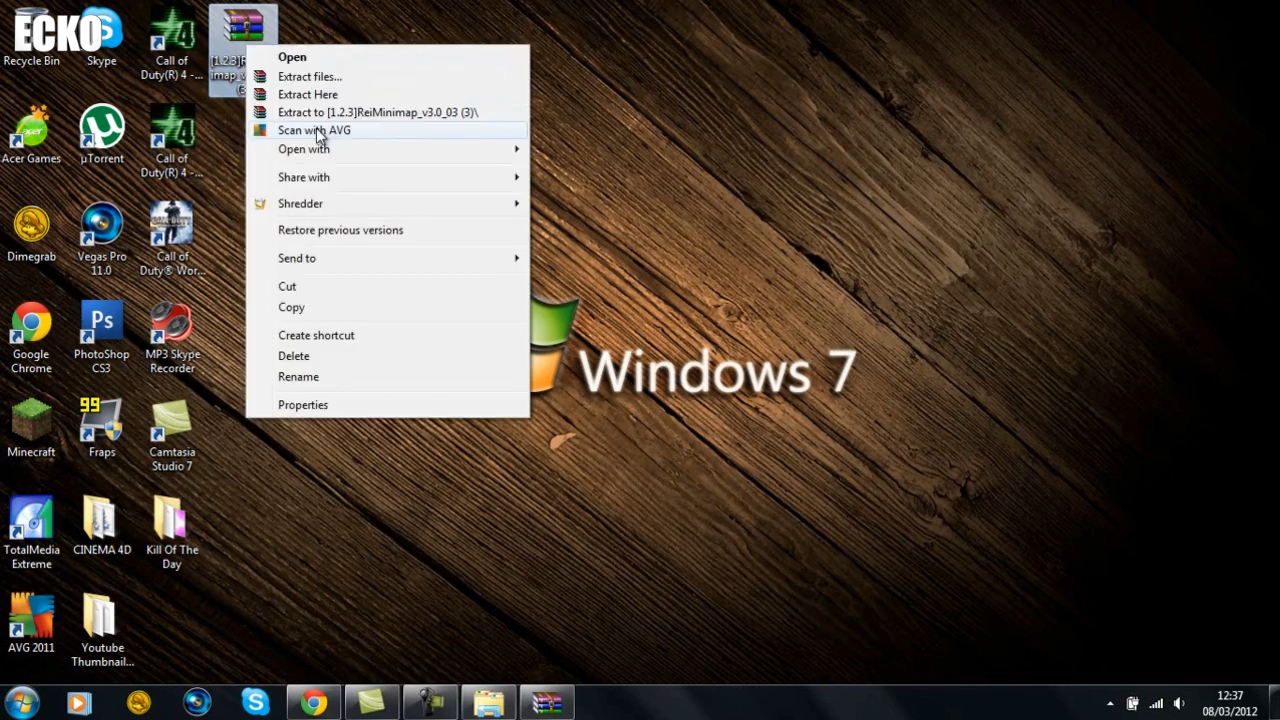 ECKO
Recycle Bin
Skype
Call of
Duty(R) 4 -...
Acer Games
µTorrent
Call of
Duty(R) 4 -...
Dimegrab
Vegas Pro
11.0
Call of
Duty® Wor...
Google
Chrome
PhotoShop
CS3
MP3 Skype
Recorder
Minecraft
99
Fraps
Camtasia
Studio 7
TotalMedia
Extreme
CINEMA 4D
Kill Of The
Day
AVG 2011
Youtube
Thumbnail...
Open
Extract files...
Extract Here
Extract to [1.2.3]ReiMinimap_v3.0_03 (3)\
Scan with AVG
Open with
Share with
Shredder
Restore previous versions
Send to
Cut
Copy
Create shortcut
Delete
Rename
Properties
Windows 7
acer
Ps
12:37
08/03/2012